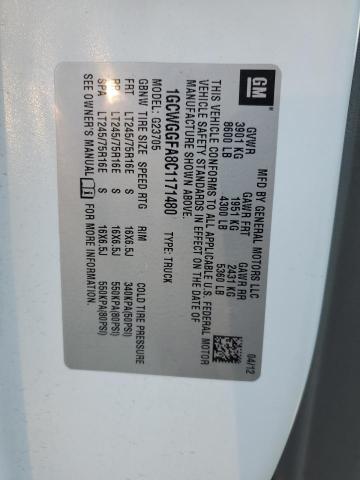 GM
MFD BY GENERAL MOTORS LLC
04/12
GVWR GAWR FRT GAWR RR
3901 KG 1951 KG 2431 KG
8600 LB 4300 LB 5360 LB
THIS VEHICLE CONFORMS TO ALL APPLICABLE U.S. FEDERAL MOTOR
VEHICLE SAFETY STANDARDS IN EFFECT ON THE DATE OF
MANUFACTURE SHOWN ABOVE.
1GCWGGFA8C1171480 TYPE: TRUCK
MODEL: G23705
GBNW TIRE SIZE SPEED RTG RIM COLD TIRE PRESSURE
FRT LT245/75R16E S 16X6.5J 340KPA(50PSI)
RR LT245/75R16E S 16X6.5J 550KPA(80PSI)
SPA LT245/75R16E S 16X6.5J 550KPA(80PSI)
SEE OWNER'S MANUAL FOR MORE INFORMATION.